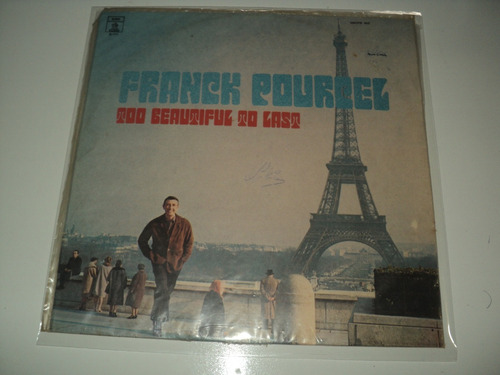 FRANCK POURCEL
TOO BEAUTIFUL TO LAST